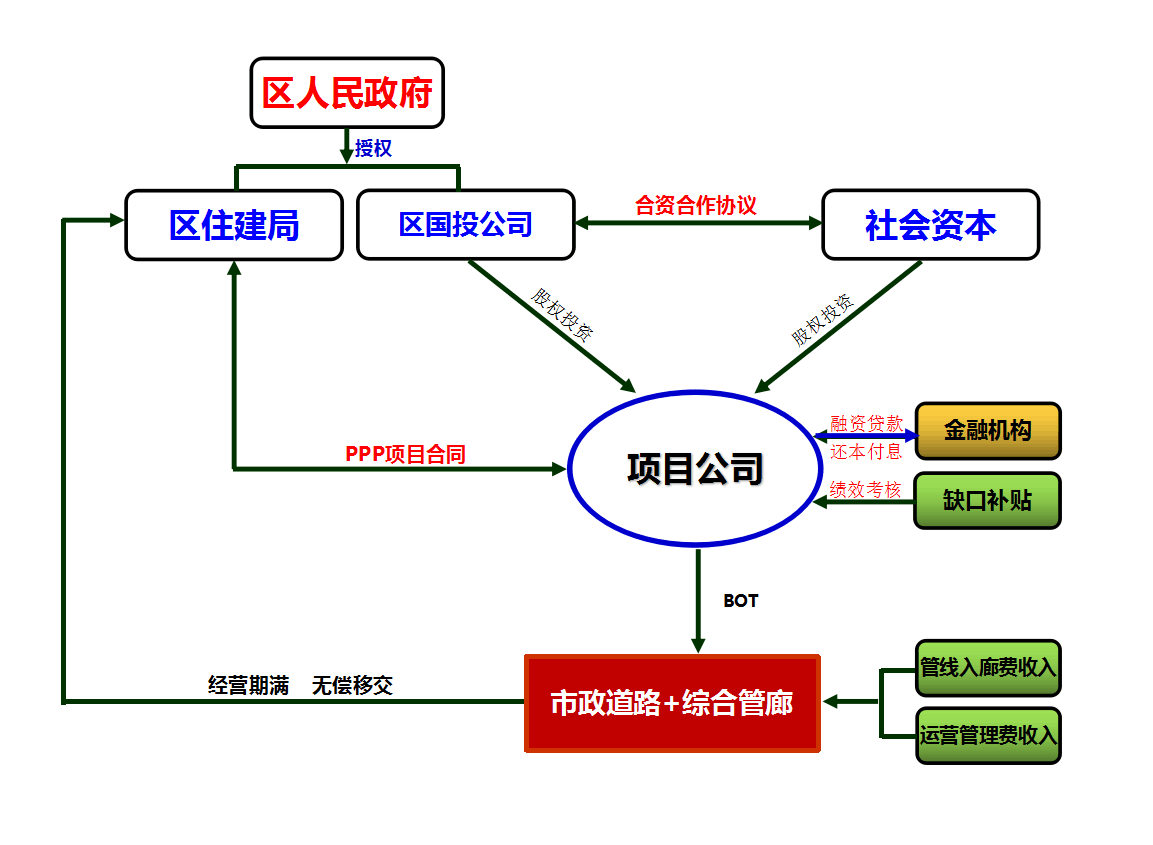 区人民政府
授权
区住建局
区国投公司
合资合作协议
社会资本
股权投资
股权投资
融资贷款
金融机构
还本付息
PPP项目合同
项目公司
绩效考核
缺口补贴
BOT
管线入廊费收入
经营期满 无偿移交
市政道路+综合管廊
运营管理费收入